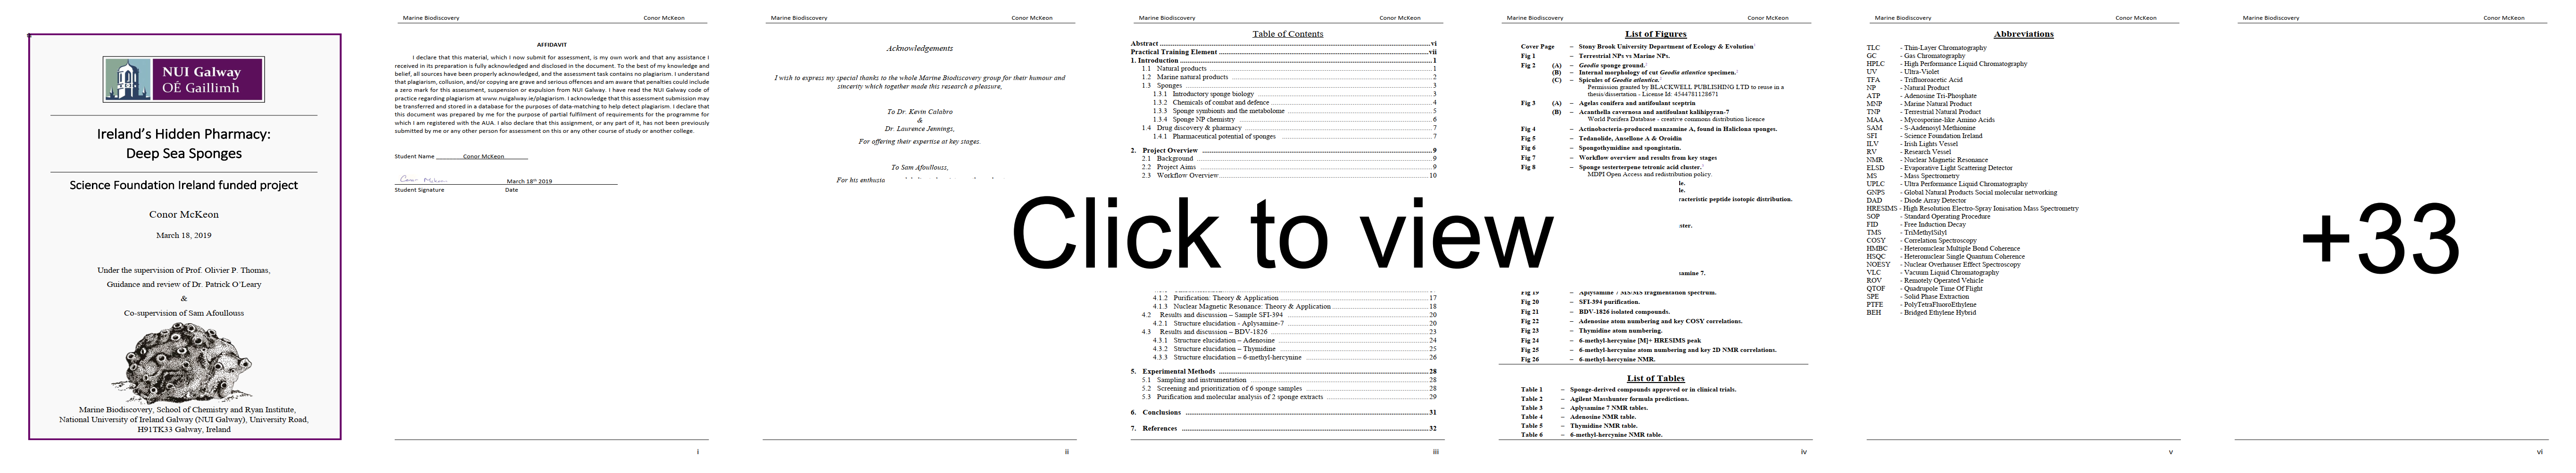 NUI Galway
OÉ Gaillimh
Ireland's Hidden Pharmacy:
Deep Sea Sponges
Science Foundation Ireland funded project
Conor McKeon
March 18, 2019
Under the supervision of Prof. Olivier P. Thomas,
Guidance and review of Dr. Patrick O'Leary
&
Co-supervision of Sam Afoullouss
Marine Biodiscovery, School of Chemistry and Ryan Institute,
National University of Ireland Galway (NUI Galway), University Road,
H91TK33 Galway, Ireland
Marine Biodiscovery Conor McKeon
AFFIDAVIT
I declare that this material, which I now submit for assessment, is my own work and that any assistance I
received in its preparation is fully acknowledged and disclosed in the document. To the best of my knowledge and
belief, all sources have been properly acknowledged, and the assessment task contains no plagiarism. I understand
that plagiarism, collusion, and/or copying are grave and serious offences and am aware that penalties could include
a zero mark for this assessment, suspension or expulsion from NUI Galway. I have read the NUI Galway code of
practice regarding plagiarism at www.nuigalway.ie/plagiarism. I acknowledge that this assessment submission may
be transferred and stored in a database for the purposes of data-matching to help detect plagiarism. I declare that
this document was prepared by me for the purpose of partial fulfilment of requirements for the programme for
which I am registered with the AUA. I also declare that this assignment, or any part of it, has not been previously
submitted by me or any other person for assessment on this or any other course of study or another college.
Student Name Conor McKeon
Conor McKeon March 18th 2019
Student Signature Date
i
Marine Biodiscovery Conor McKeon
Acknowledgements
I wish to express my special thanks to the whole Marine Biodiscovery group for their humour and
sincerity which together made this research a pleasure,
To Dr. Kevin Calabro
&
Dr. Laurence Jennings,
For offering their expertise at key stages.
To Sam Afoullouss,
For his enthusia
ii
Marine Biodiscovery Conor McKeon
Table of Contents
Abstract vi
Practical Training Element vii
1. Introduction 1
1.1 Natural products 1
1.2 Marine natural products 2
1.3 Sponges 3
1.3.1 Introductory sponge biology 3
1.3.2 Chemicals of combat and defence 4
1.3.3 Sponge symbionts and the metabolome 5
1.3.4 Sponge NP chemistry 6
1.4 Drug discovery & pharmacy 7
1.4.1 Pharmaceutical potential of sponges 7
2. Project Overview 9
2.1 Background 9
2.2 Project Aims 9
2.3 Workflow Overview 10
4.1.2 Purification: Theory & Application 17
4.1.3 Nuclear Magnetic Resonance: Theory & Application 18
4.2 Results and discussion – Sample SFI-394 20
4.2.1 Structure elucidation - Aplysamine-7 20
4.3 Results and discussion – BDV-1826 23
4.3.1 Structure elucidation – Adenosine 24
4.3.2 Structure elucidation – Thymidine 25
4.3.3 Structure elucidation – 6-methyl-hercynine 26
5. Experimental Methods 28
5.1 Sampling and instrumentation 28
5.2 Screening and prioritization of 6 sponge samples 28
5.3 Purification and molecular analysis of 2 sponge extracts 29
6. Conclusions 31
7. References 32
iii
Marine Biodiscovery Conor McKeon
List of Figures
Cover Page – Stony Brook University Department of Ecology & Evolution
Fig 1 – Terrestrial NPs vs Marine NPs.
Fig 2 (A) – Geodia sponge ground.
(B) – Internal morphology of cut Geodia atlantica specimen.
(C) – Spicules of Geodia atlantica.
Permission granted by BLACKWELL PUBLISHING LTD to reuse in a
thesis/dissertation - License Id: 4544781128671
Fig 3 (A) – Agelas conifera and antifoulant sceptrin
(B) – Acanthella cavernosa and antifoulant kalihipyran-7
World Porifera Database - creative commons distribution licence
Fig 4 – Actinobacteria-produced manzamine A, found in Haliclona sponges.
Fig 5 – Tedanolide, Ansellone A & Oroidin
Fig 6 – Spongothymidine and spongistatin.
Fig 7 – Workflow overview and results from key stages
Fig 8 – Sponge sesterterpene tetronic acid cluster.
MDPI Open Access and redistribution policy.
le.
le.
racteristic peptide isotopic distribution.
nter.
samine 7.
Fig 19 – Aplysamine 7 MS/MS fragmentation spectrum.
Fig 20 – SFI-394 purification.
Fig 21 – BDV-1826 isolated compounds.
Fig 22 – Adenosine atom numbering and key COSY correlations.
Fig 23 – Thymidine atom numbering.
Fig 24 – 6-methyl-hercynine [M]+ HRESIMS peak
Fig 25 – 6-methyl-hercynine atom numbering and key 2D NMR correlations.
Fig 26 – 6-methyl-hercynine NMR.
List of Tables
Table 1 – Sponge-derived compounds approved or in clinical trials.
Table 2 – Agilent Masshunter formula predictions.
Table 3 – Aplysamine 7 NMR tables.
Table 4 – Adenosine NMR table.
Table 5 – Thymidine NMR table.
Table 6 – 6-methyl-hercynine NMR table.
iv
Marine Biodiscovery Conor McKeon
Abbreviations
TLC - Thin-Layer Chromatography
GC - Gas Chromatography
HPLC - High Performance Liquid Chromatography
UV - Ultra-Violet
TFA - Trifluoroacetic Acid
NP - Natural Product
ATP - Adenosine Tri-Phosphate
MNP - Marine Natural Product
TNP - Terrestrial Natural Product
MAA - Mycosporine-like Amino Acids
SAM - S-Aadenosyl Methionine
SFI - Science Foundation Ireland
ILV - Irish Lights Vessel
RV - Research Vessel
NMR - Nuclear Magnetic Resonance
ELSD - Evaporative Light Scattering Detector
MS - Mass Spectrometry
UPLC - Ultra Performance Liquid Chromatography
GNPS - Global Natural Products Social molecular networking
DAD - Diode Array Detector
HRESIMS - High Resolution Electro-Spray Ionisation Mass Spectrometry
SOP - Standard Operating Procedure
FID - Free Induction Decay
TMS - TriMethylSilyl
COSY - Correlation Spectroscopy
HMBC - Heteronuclear Multiple Bond Coherence
HSQC - Heteronuclear Single Quantum Coherence
NOESY - Nuclear Overhauser Effect Spectroscopy
VLC - Vacuum Liquid Chromatography
ROV - Remotely Operated Vehicle
QTOF - Quadrupole Time Of Flight
SPE - Solid Phase Extraction
PTFE - PolyTetraFluoroEthylene
BEH - Bridged Ethylene Hybrid
v
Marine Biodiscovery Conor McKeon
vi
Click to view
+33